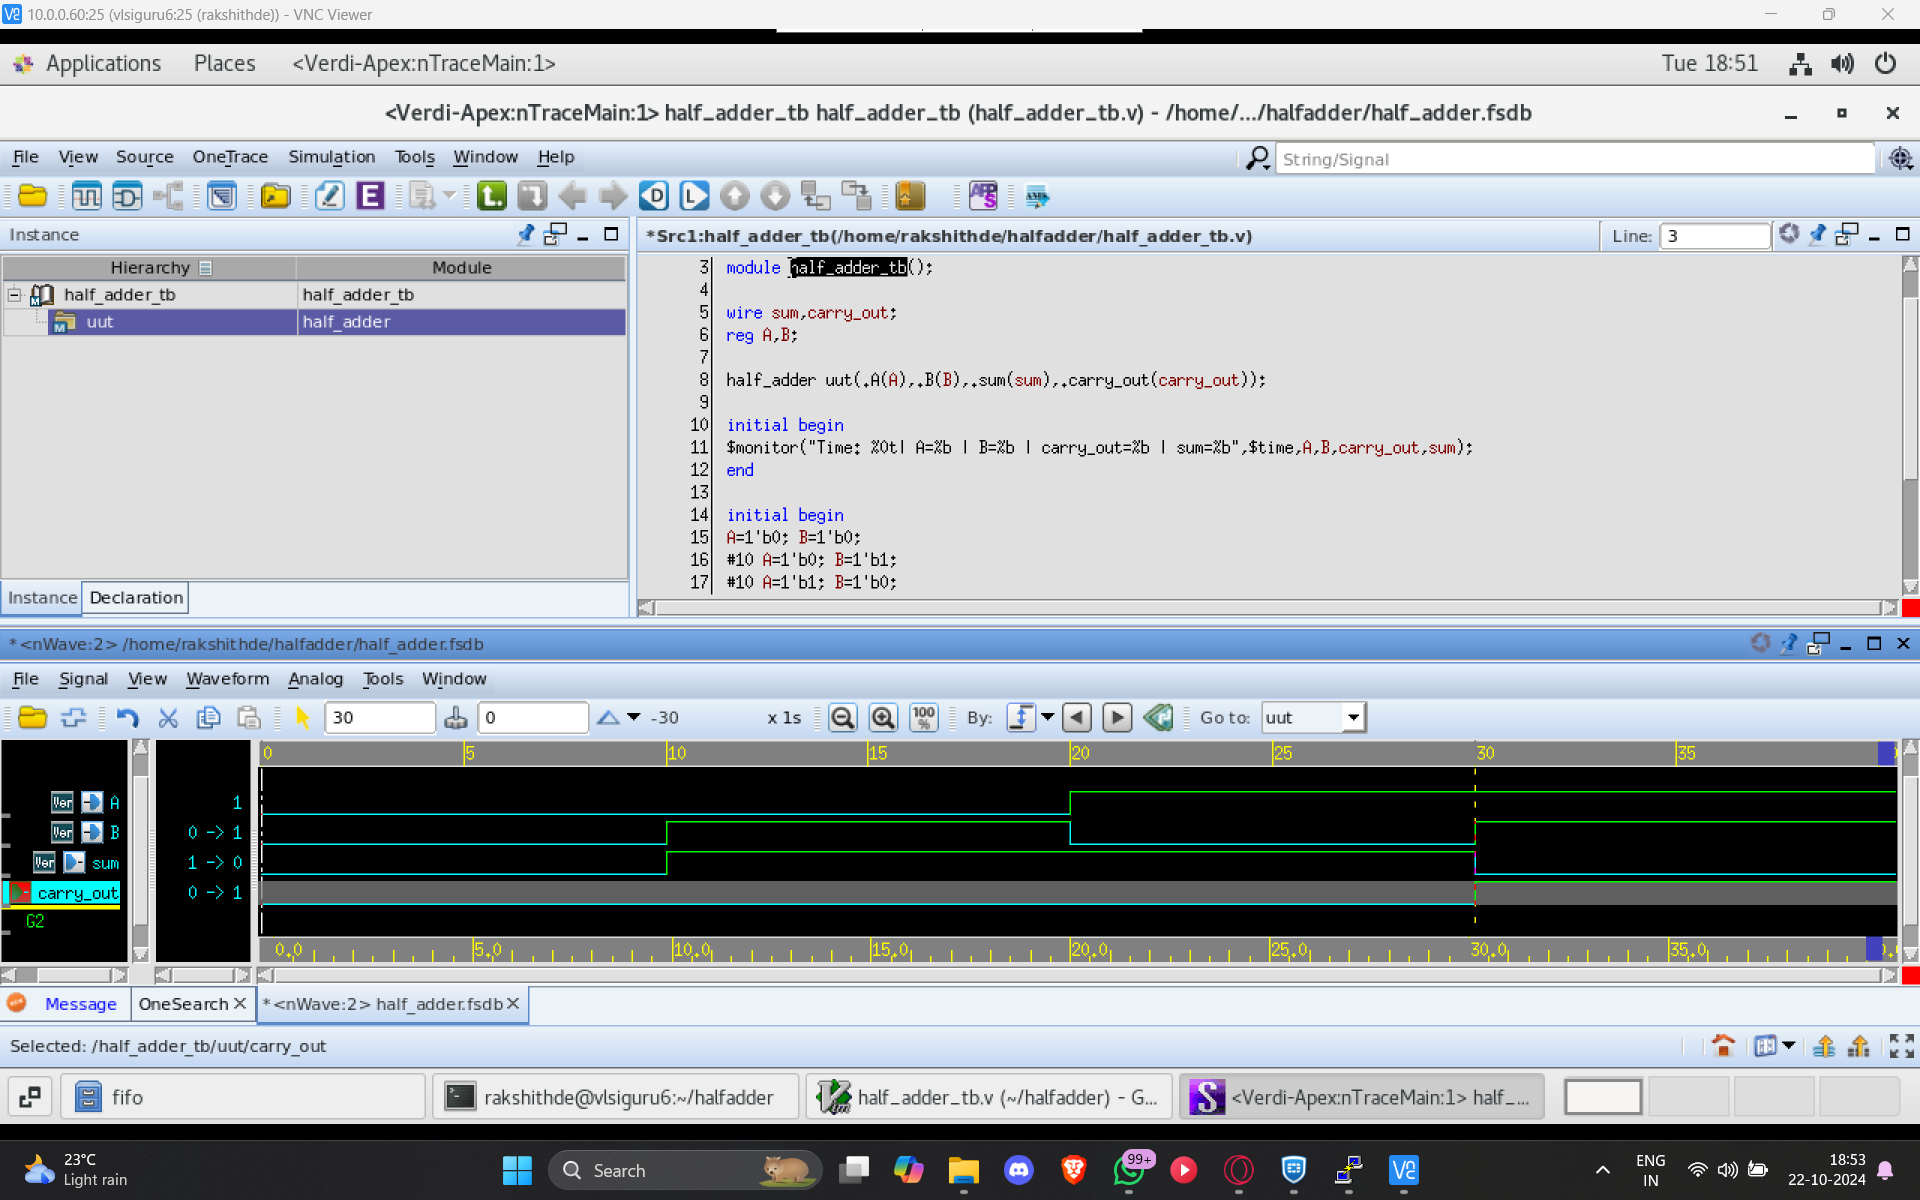 10.0.0.60:25 (vlsiguru6:25 (rakshithde)) - VNC Viewer
Applications Places <Verdi-Apex:nTraceMain:1> Tue 18:51
<Verdi-Apex:nTraceMain:1> half_adder_tb half_adder_tb (half_adder_tb.v) - /home/.../halfadder/half_adder.fsdb
File View Source OneTrace Simulation Tools Window Help String/Signal
Instance
Hierarchy Module
half_adder_tb half_adder_tb
uut half_adder
Instance Declaration
*Src1:half_adder_tb(/home/rakshithde/halfadder/half_adder_tb.v) Line: 3
3 module half_adder_tb();
4
5 wire sum,carry_out;
6 reg A,B;
7
8 half_adder uut(.A(A),.B(B),.sum(sum),.carry_out(carry_out));
9
10 initial begin
11 $monitor("Time: %0t| A=%b | B=%b | carry_out=%b | sum=%b",$time,A,B,carry_out,sum);
12 end
13
14 initial begin
15 A=1'b0; B=1'b0;
16 #10 A=1'b0; B=1'b1;
17 #10 A=1'b1; B=1'b0;
*<nWave:2> /home/rakshithde/halfadder/half_adder.fsdb
File Signal View Waveform Analog Tools Window
30 0 -30 x 1s 100 % By: Go to: uut
0 5 10 15 20 25 30 35
Ver A 1
Ver B 0 -> 1
Ver sum 1 -> 0
carry_out 0 -> 1
G2
0.0 5.0 10.0 15.0 20.0 25.0 30.0 35.0
Message OneSearch *<nWave:2> half_adder.fsdb
Selected: /half_adder_tb/uut/carry_out
fifo rakshithde@vlsiguru6:~/halfadder half_adder_tb.v (~/halfadder) - G... <Verdi-Apex:nTraceMain:1> half_...
23°C
Light rain
Search
99+
ENG
IN
18:53
22-10-2024